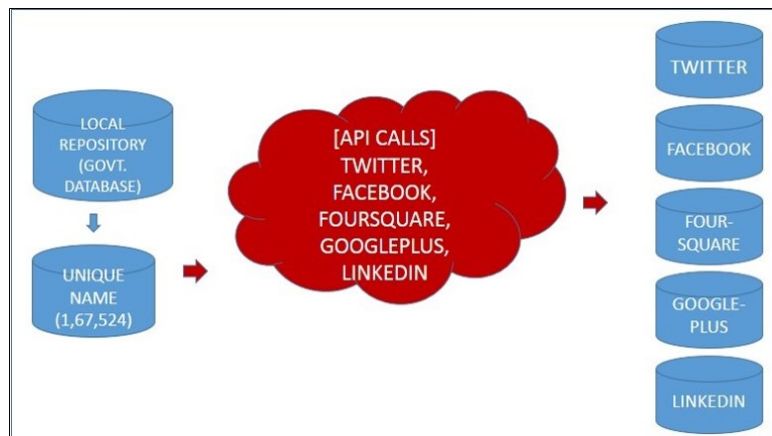 LOCAL
REPOSITORY
(GOVT.
DATABASE)
UNIQUE
NAME
(1,67,524)
[API CALLS]
TWITTER,
FACEBOOK,
FOURSQUARE,
GOOGLEPLUS,
LINKEDIN
TWITTER
FACEBOOK
FOUR-
SQUARE
GOOGLE-
PLUS
LINKEDIN